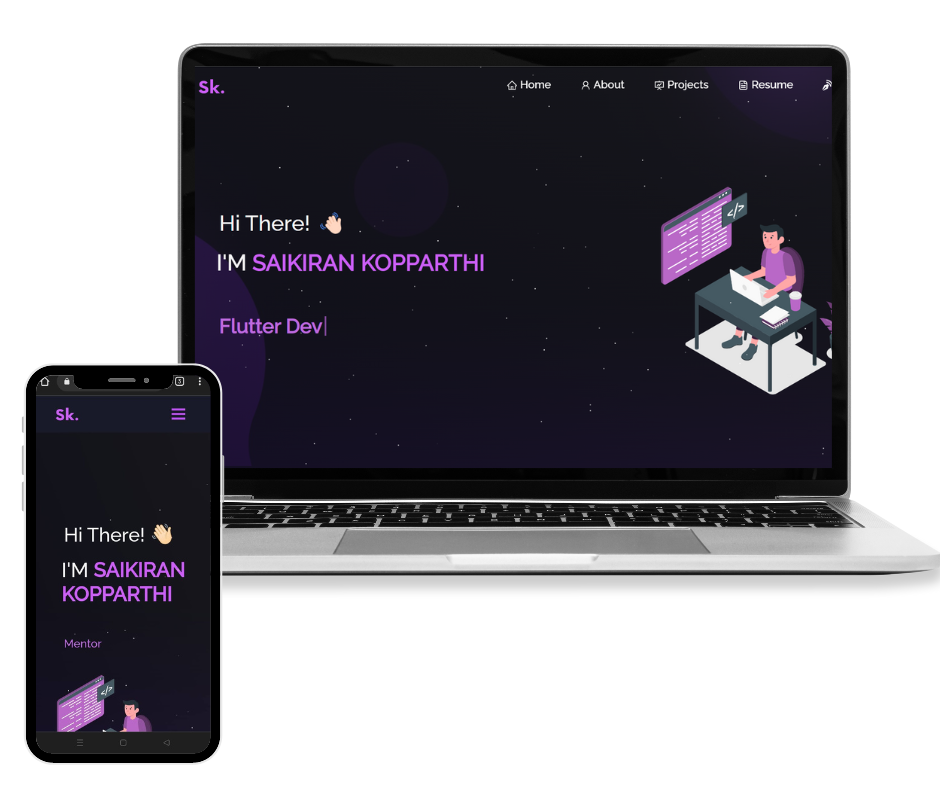 Sk.
Home
About
Projects
Resume
Hi There! 👋🏻
I'M SAIKIRAN KOPPARTHI
Flutter Dev|
</>
Sk.
Hi There! 👋🏻
I'M SAIKIRAN
KOPPARTHI
Mentor
</>